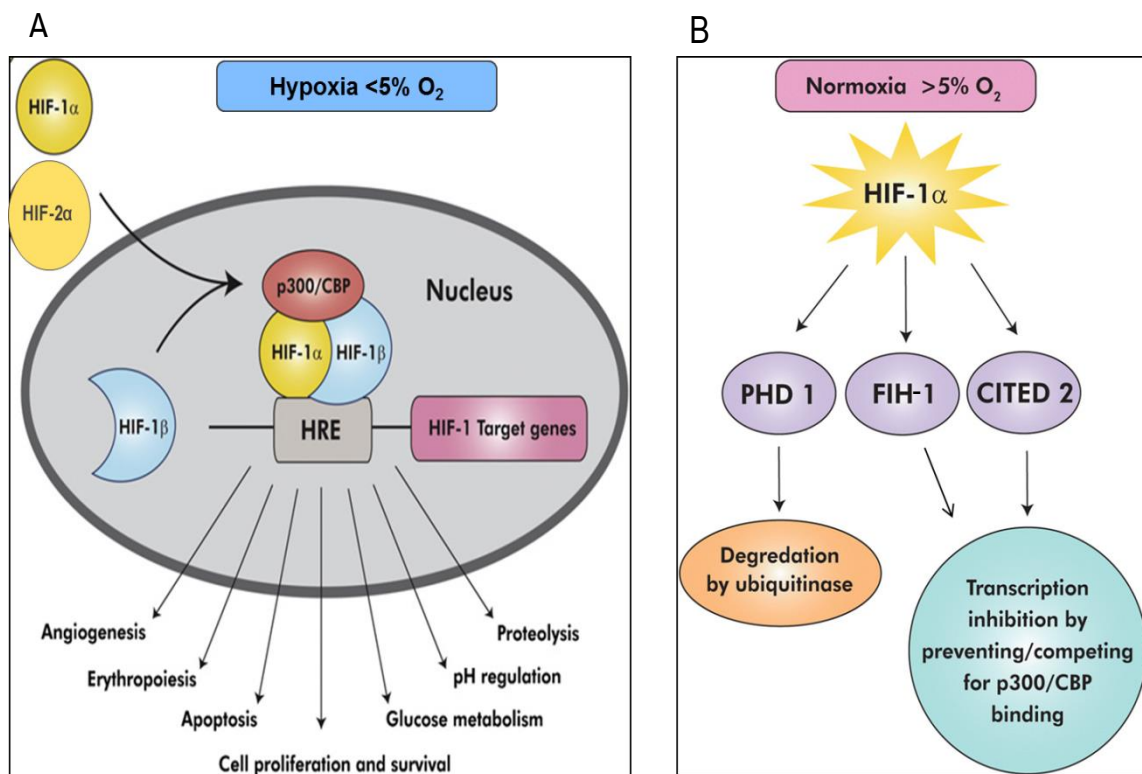 A
Hypoxia <5% O₂
HIF-1α
HIF-2α
p300/CBP
Nucleus
HIF-1α
HIF-1β
HIF-1β
HRE
HIF-1 Target genes
Angiogenesis
Erythropoiesis
Apoptosis
Cell proliferation and survival
Glucose metabolism
pH regulation
Proteolysis
B
Normoxia >5% O₂
HIF-1α
PHD 1
FIH-1
CITED 2
Degredation
by ubiquitinase
Transcription
inhibition by
preventing/competing
for p300/CBP
binding